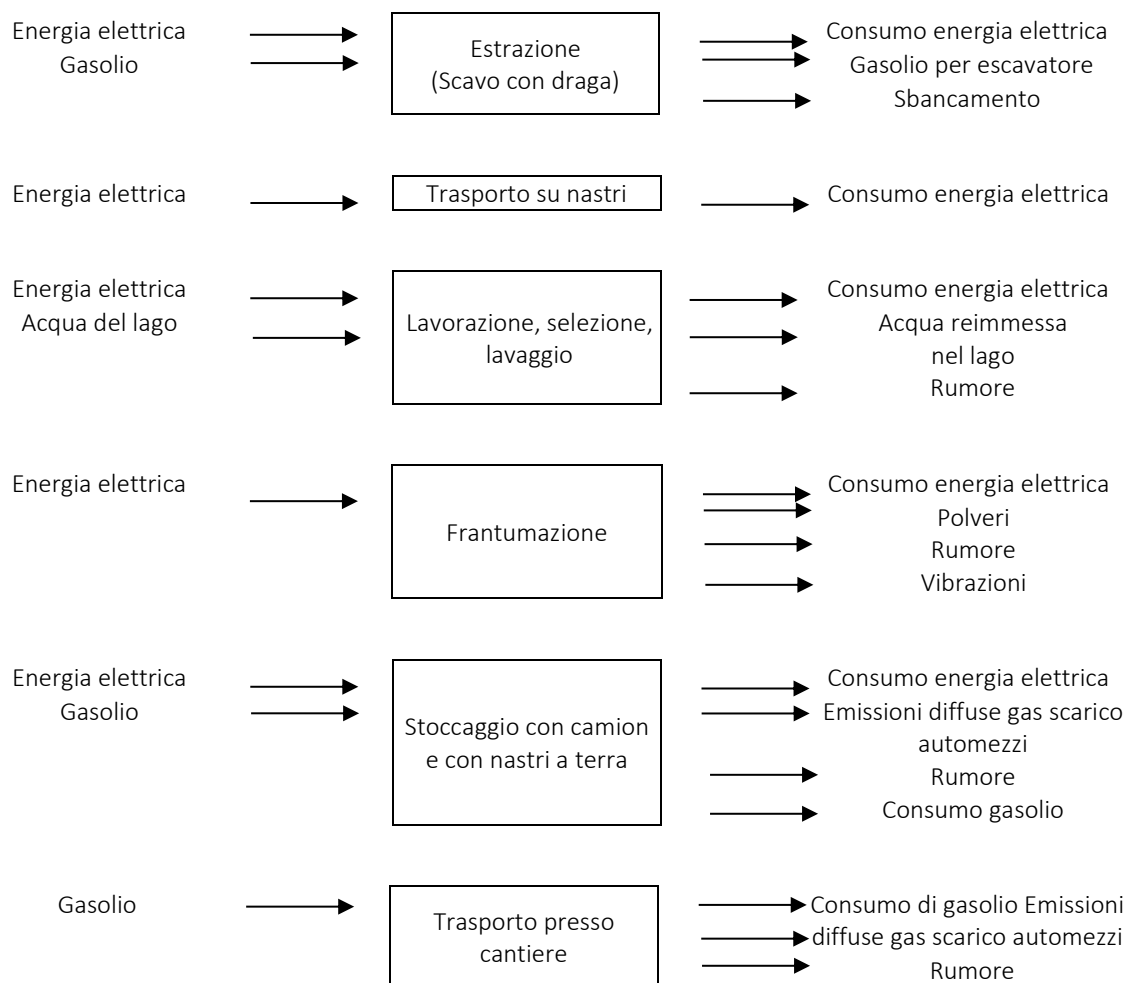 Energia elettrica
Gasolio
Estrazione
(Scavo con draga)
Consumo energia elettrica
Gasolio per escavatore
Sbancamento
Energia elettrica
Trasporto su nastri
Consumo energia elettrica
Energia elettrica
Acqua del lago
Lavorazione, selezione,
lavaggio
Consumo energia elettrica
Acqua reimmessa
nel lago
Rumore
Energia elettrica
Frantumazione
Consumo energia elettrica
Polveri
Rumore
Vibrazioni
Energia elettrica
Gasolio
Stoccaggio con camion
e con nastri a terra
Consumo energia elettrica
Emissioni diffuse gas scarico
automezzi
Rumore
Consumo gasolio
Gasolio
Trasporto presso
cantiere
Consumo di gasolio Emissioni
diffuse gas scarico automezzi
Rumore